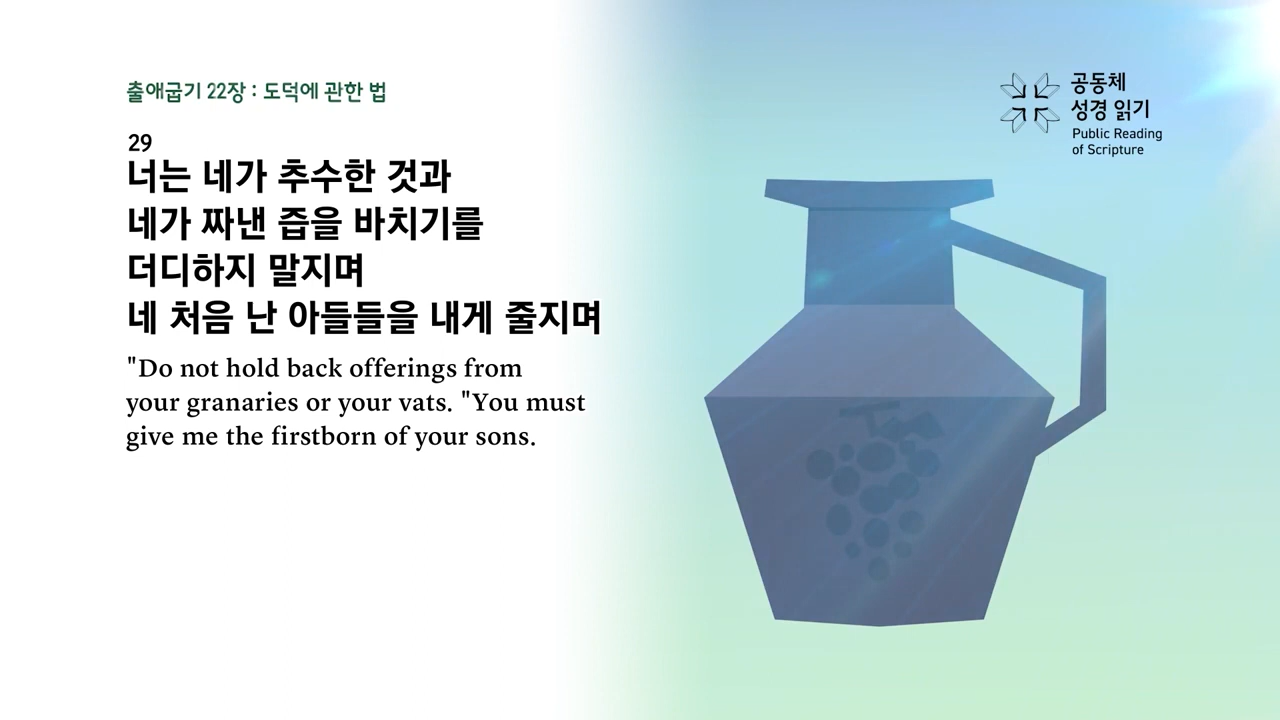 출애굽기 22장 : 도덕에 관한 법
공동체
성경 읽기
Public Reading
of Scripture
29
너는 네가 추수한 것과
네가 짜낸 즙을 바치기를
더디하지 말지며
네 처음 난 아들들을 내게 줄지며
"Do not hold back offerings from
your granaries or your vats. "You must
give me the firstborn of your sons.